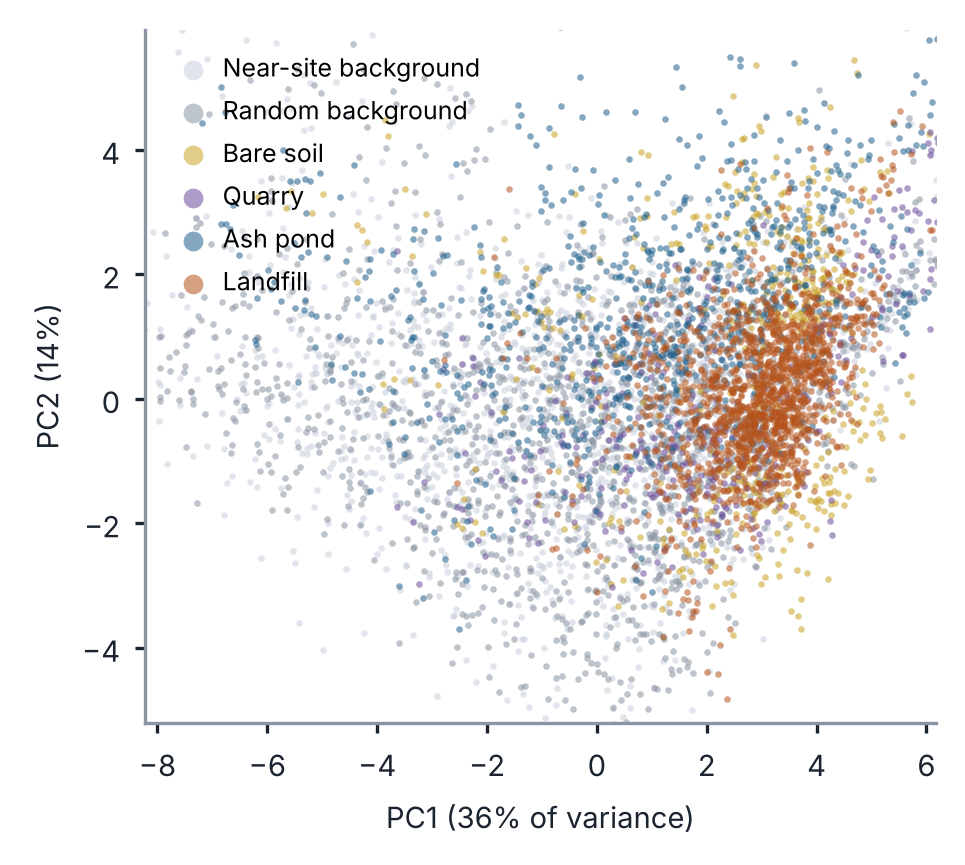 Near-site background
Random background
Bare soil
Quarry
Ash pond
Landfill
PC2 (14%)
4
2
0
−2
−4
−8
−6
−4
−2
0
2
4
6
PC1 (36% of variance)